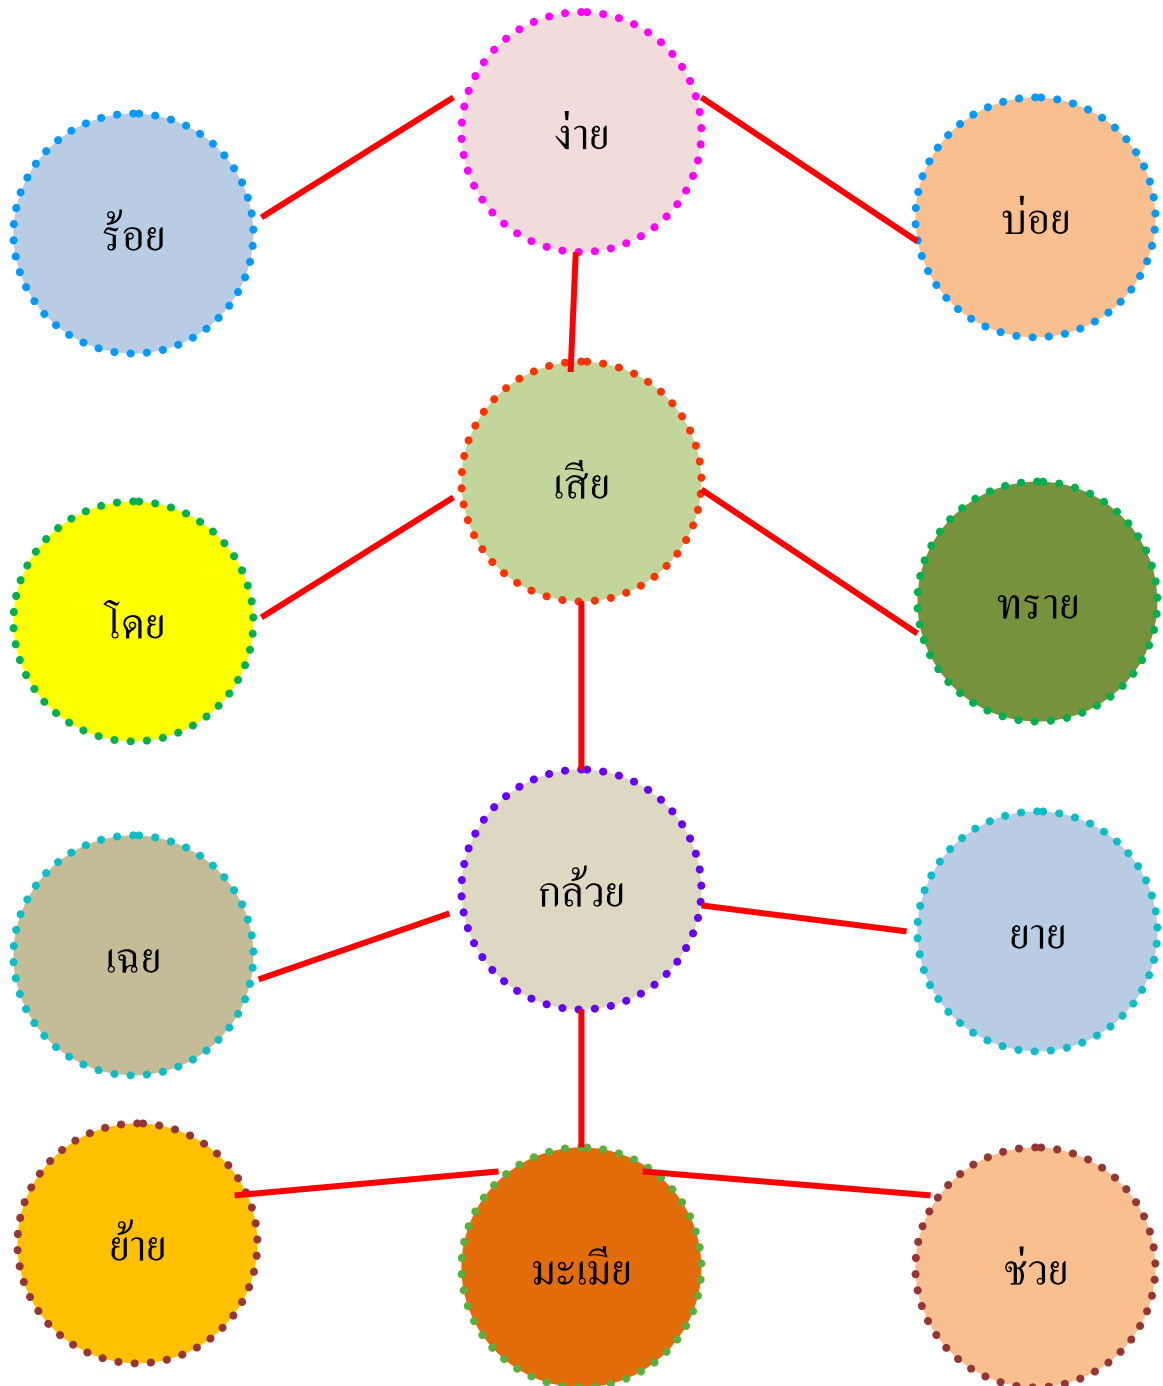 ง่าย
ร้อย
บ่อย
เสีย
โดย
ทราย
กล้วย
เฉย
ยาย
ย้าย
มะเมีย
ช่วย